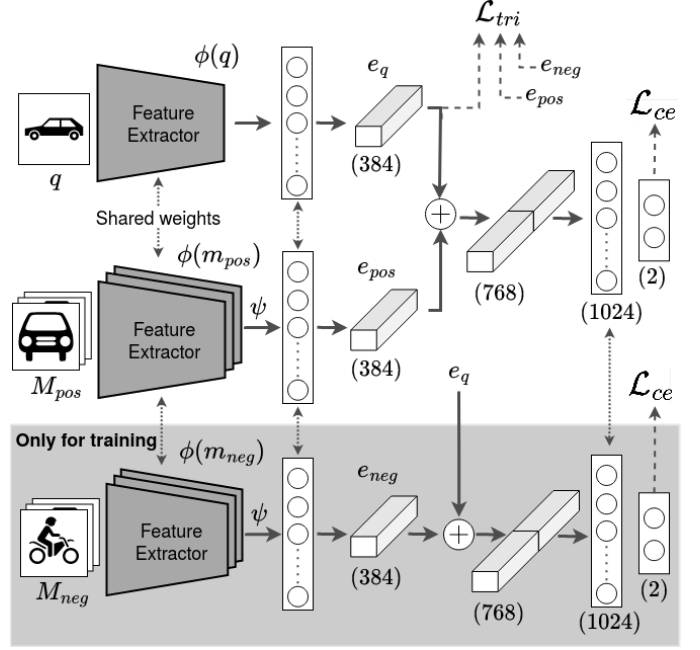 ℒ_tri
ϕ(q)
e_q
e_neg
e_pos
ℒ_ce
Feature
Extractor
q
(384)
Shared weights
ϕ(m_pos)
e_pos
(768)
(2)
(1024)
ψ
Feature
Extractor
M_pos
(384)
e_q
ℒ_ce
Only for training
ϕ(m_neg)
e_neg
ψ
Feature
Extractor
M_neg
(384)
(768)
(2)
(1024)